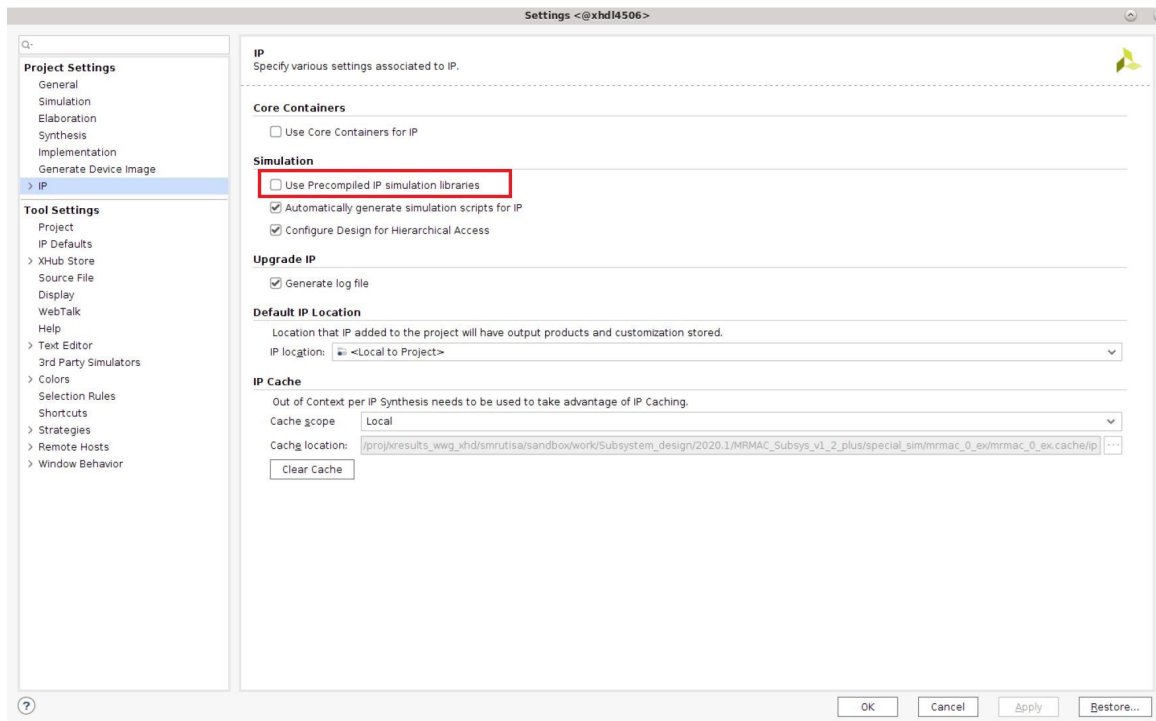 Settings <@xhdl4506>
Q-
Project Settings
General
Simulation
Elaboration
Synthesis
Implementation
Generate Device Image
> IP
Tool Settings
Project
IP Defaults
> XHub Store
Source File
Display
WebTalk
Help
> Text Editor
3rd Party Simulators
> Colors
Selection Rules
Shortcuts
> Strategies
> Remote Hosts
> Window Behavior
IP
Specify various settings associated to IP.
Core Containers
Use Core Containers for IP
Simulation
Use Precompiled IP simulation libraries
Automatically generate simulation scripts for IP
Configure Design for Hierarchical Access
Upgrade IP
Generate log file
Default IP Location
Location that IP added to the project will have output products and customization stored.
IP location: <Local to Project>
IP Cache
Out of Context per IP Synthesis needs to be used to take advantage of IP Caching.
Cache scope Local
Cache location: /proj/xresults_wwg_xhd/smrutisa/sandbox/work/Subsystem_design/2020.1/MRMAC_Subsys_v1_2_plus/special_sim/mrmac_0_ex/mrmac_0_ex.cache/ip ...
Clear Cache
? OK Cancel Apply Restore...